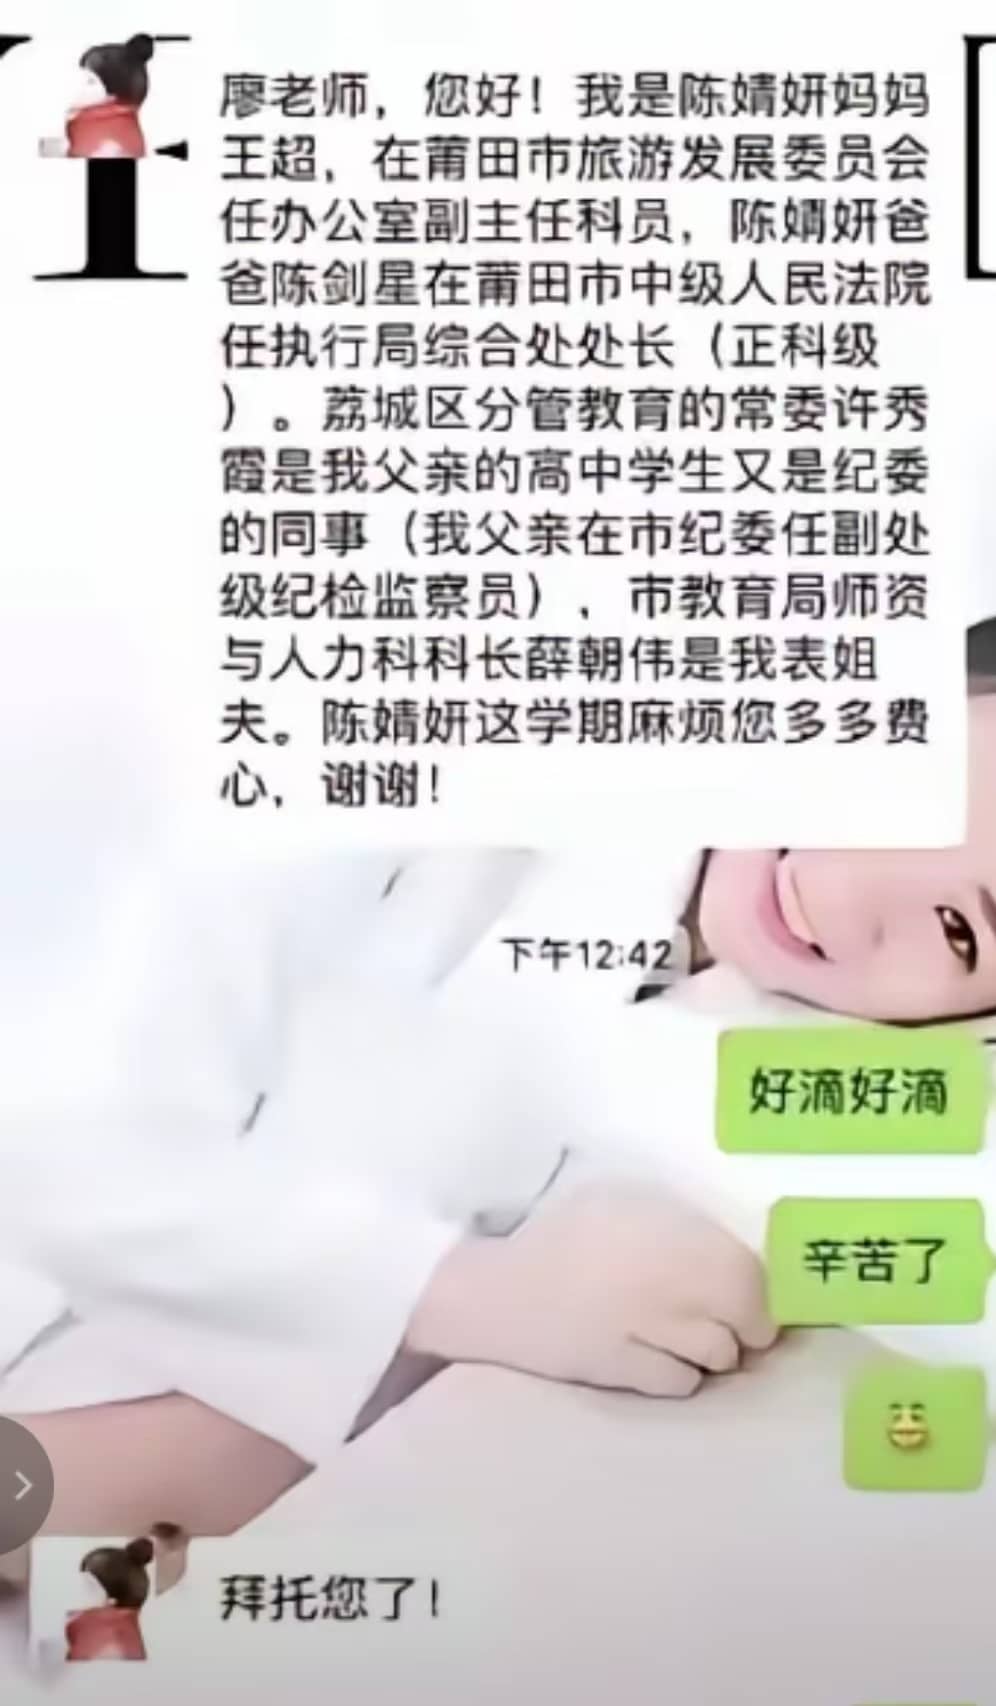 廖老师，您好！我是陈婧妍妈妈
王超，在莆田市旅游发展委员会
任办公室副主任科员，陈婧妍爸
爸陈剑星在莆田市中级人民法院
任执行局综合处处长（正科级
）。荔城区分管教育的常委许秀
霞是我父亲的高中学生又是纪委
的同事（我父亲在市纪委任副处
级纪检监察员）、市教育局师资
与人力科科长薛朝伟是我表姐
夫。陈婧妍这学期麻烦您多多费
心，谢谢！
下午12:42
好滴好滴
辛苦了
拜托您了！